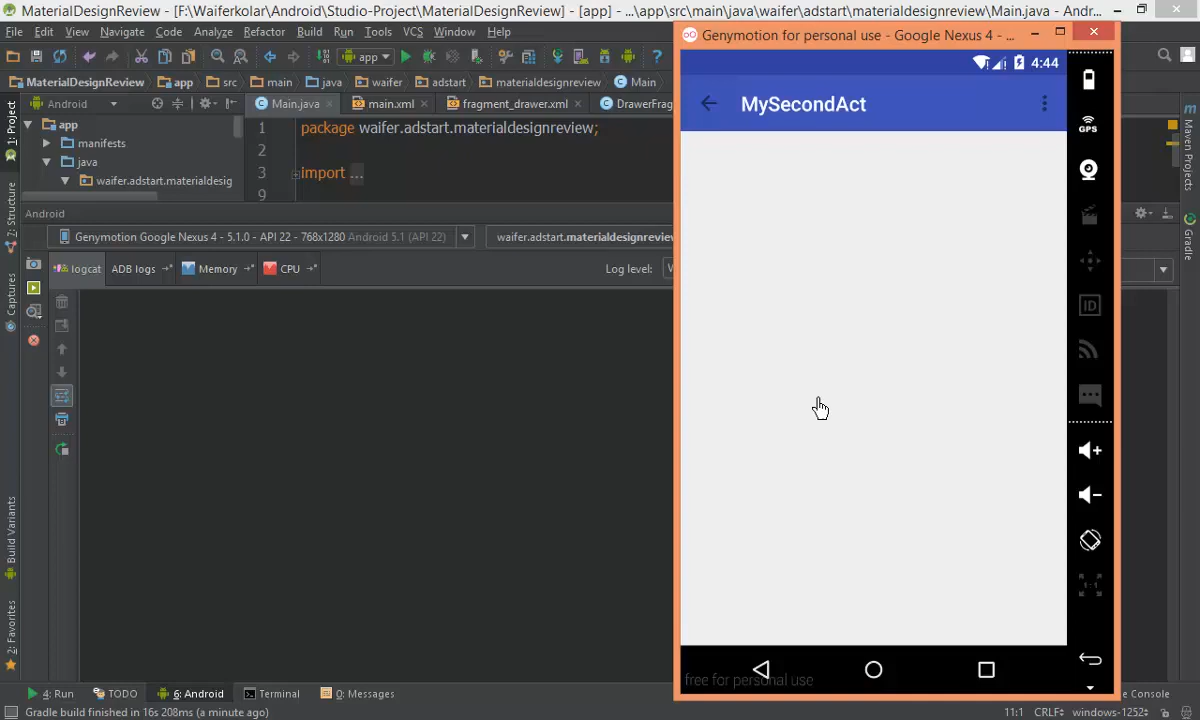 MaterialDesignReview - [F:\Waiferkolar\Android\Studio-Project\MaterialDesignReview] - [app] - ...\app\src\main\java\waifer\adstart\materialdesignreview\Main.java - Andr...
File Edit View Navigate Code Analyze Refactor Build Run Tools VCS Window Help
app
MaterialDesignReview app src main java waifer adstart materialdesignreview Main
Android Main.java main.xml fragment_drawer.xml DrawerFrag
app
manifests
java
waifer.adstart.materialdesig
1 package waifer.adstart.materialdesignreview;
2
3 import ...
9
Android
Genymotion Google Nexus 4 - 5.1.0 - API 22 - 768x1280 Android 5.1 (API 22) waifer.adstart.materialdesignreview
logcat ADB logs Memory CPU Log level:
1: Project
7: Structure
Captures
Build Variants
2: Favorites
Maven Projects
Gradle
Genymotion for personal use - Google Nexus 4 - ...
4:44
MySecondAct
GPS
ID
1:1
free for personal use
4: Run TODO 6: Android Terminal 0: Messages Console
Gradle build finished in 16s 208ms (a minute ago) 11:1 CRLF windows-1252